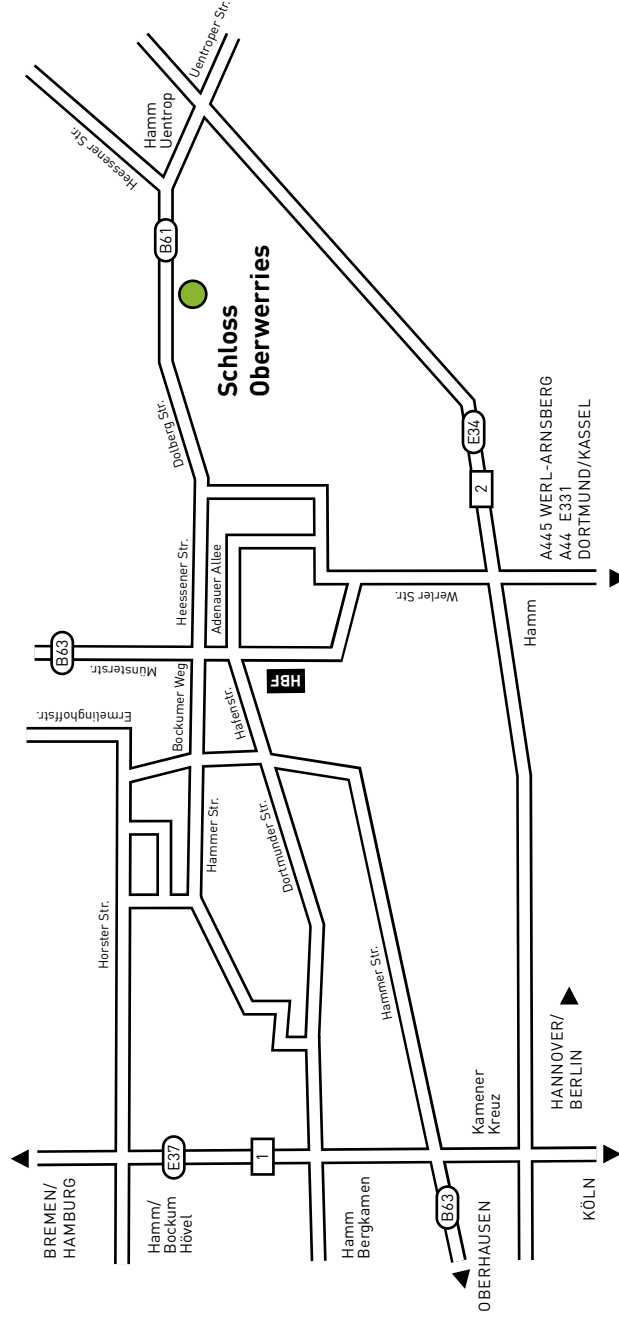 BREMEN/
HAMBURG
Hamm/
Bockum
Hövel
E37
1
Hamm
Bergkamen
B63
OBERHAUSEN
KÖLN
Kamener
Kreuz
HANNOVER/
BERLIN
Horster Str.
Hammer Str.
Dortmunder Str.
Hammer Str.
Ermelinghoffstr.
Bockumer Weg
Hafenstr.
Münsterstr.
B63
HBF
Heessener Str.
Adenauer Allee
Werler Str.
Hamm
A445 WERL-ARNSBERG
A44 E331
DORTMUND/KASSEL
2
E34
Dolberg Str.
Schloss
Oberwerries
B61
Heessener Str.
Hamm
Uentrop
Uentroper Str.